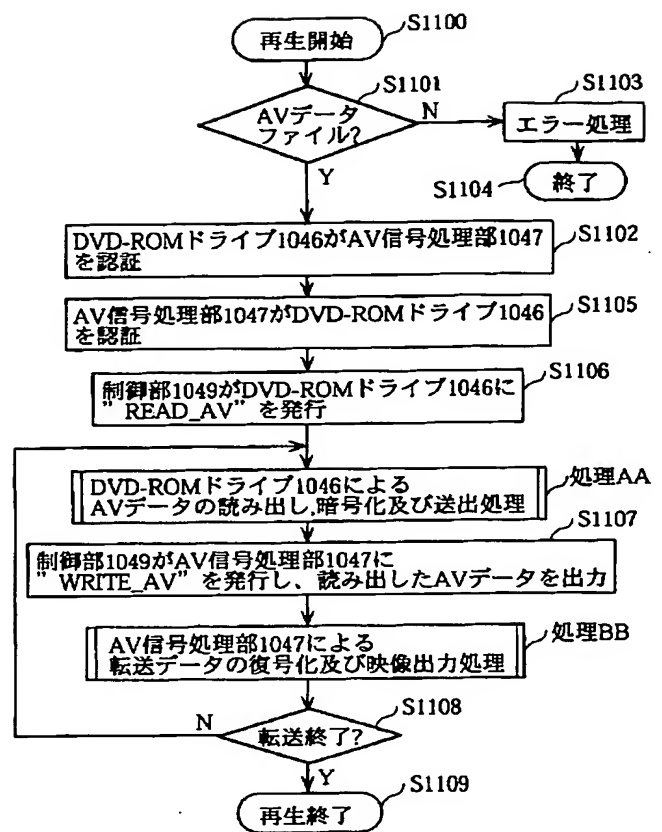 再生開始
S1100
S1101
AVデータ
ファイル?
N
S1103
エラー処理
Y
S1104
終了
DVD-ROMドライブ1046がAV信号処理部1047
を認証
S1102
AV信号処理部1047がDVD-ROMドライブ1046
を認証
S1105
制御部1049がDVD-ROMドライブ1046に
"READ_AV"を発行
S1106
DVD-ROMドライブ1046による
AVデータの読み出し,暗号化及び送出処理
処理AA
S1107
制御部1049がAV信号処理部1047に
"WRITE_AV"を発行し、読み出したAVデータを出力
AV信号処理部1047による
転送データの復号化及び映像出力処理
処理BB
S1108
N
転送終了?
Y
S1109
再生終了